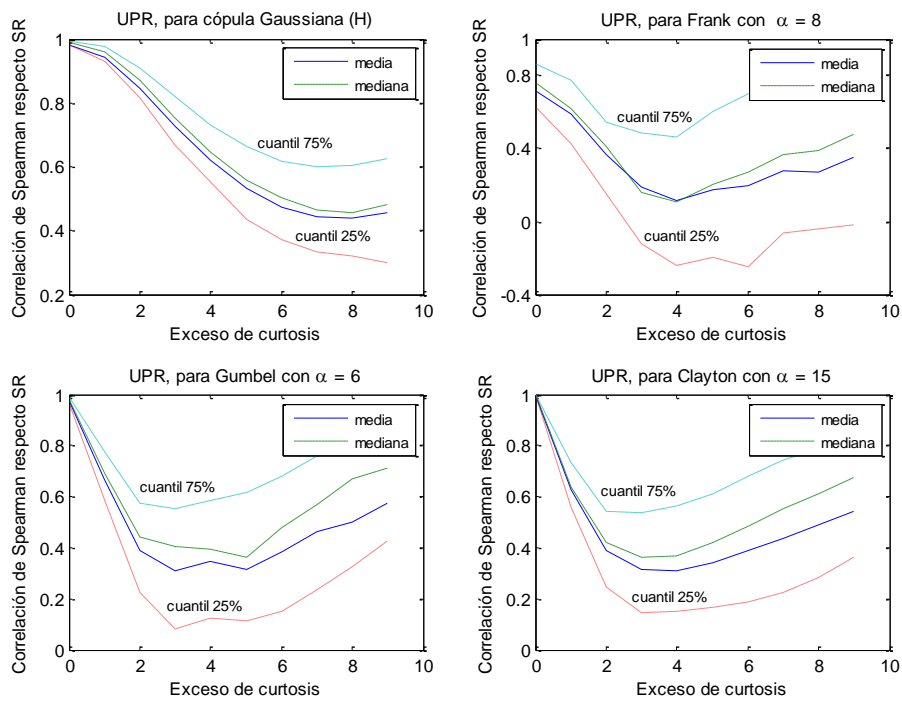 UPR, para cópula Gaussiana (H)
Correlación de Spearman respecto SR
1
0.8
0.6
0.4
0.2
0 2 4 6 8 10
Exceso de curtosis
media
mediana
cuantil 75%
cuantil 25%
UPR, para Frank con α = 8
Correlación de Spearman respecto SR
1
0.8
0.4
0
-0.4
0 2 4 6 8 10
Exceso de curtosis
media
mediana
cuantil 75%
cuantil 25%
UPR, para Gumbel con α = 6
Correlación de Spearman respecto SR
1
0.8
0.6
0.4
0.2
0
0 2 4 6 8 10
Exceso de curtosis
media
mediana
cuantil 75%
cuantil 25%
UPR, para Clayton con α = 15
Correlación de Spearman respecto SR
1
0.8
0.6
0.4
0.2
0
0 2 4 6 8 10
Exceso de curtosis
media
mediana
cuantil 75%
cuantil 25%